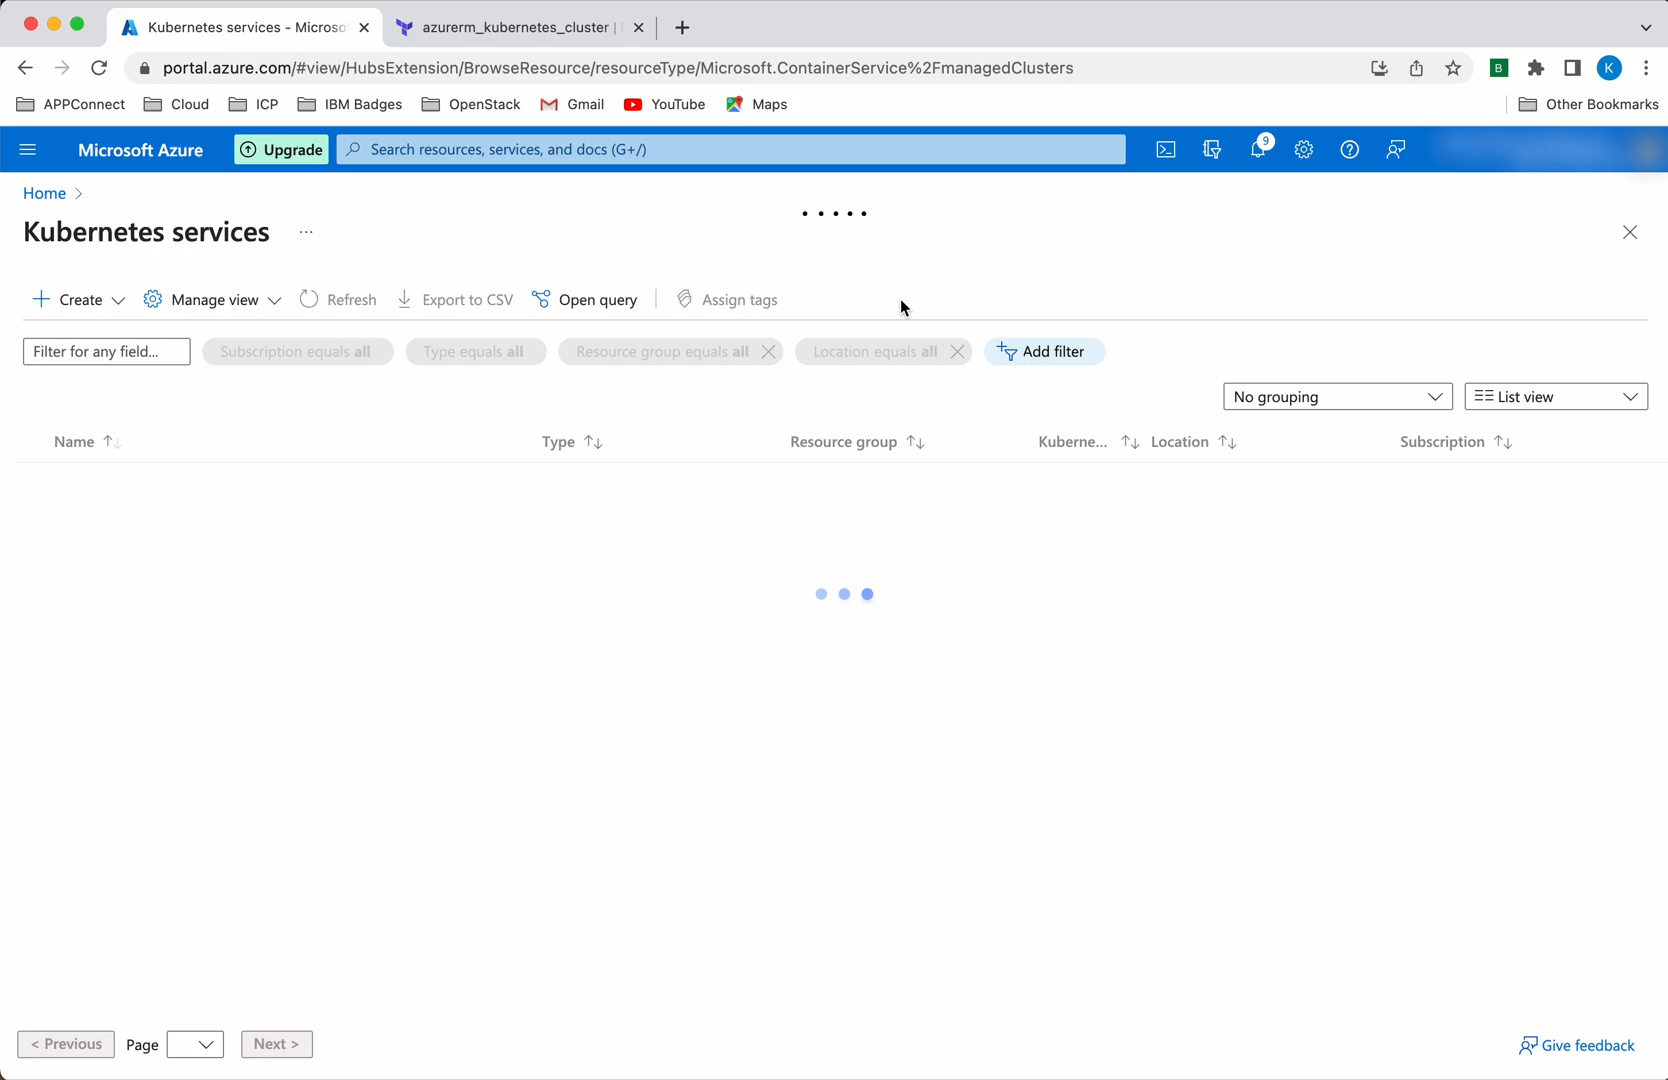 Kubernetes services - Microso
azurerm_kubernetes_cluster |
portal.azure.com/#view/HubsExtension/BrowseResource/resourceType/Microsoft.ContainerService%2FmanagedClusters
B
K
APPConnect
Cloud
ICP
IBM Badges
OpenStack
Gmail
YouTube
Maps
Other Bookmarks
Microsoft Azure
Upgrade
Search resources, services, and docs (G+/)
9
Home >
Kubernetes services ...
Create
Manage view
Refresh
Export to CSV
Open query
Assign tags
Filter for any field...
Subscription equals all
Type equals all
Resource group equals all
Location equals all
Add filter
No grouping
List view
Name
Type
Resource group
Kuberne...
Location
Subscription
< Previous
Page
Next >
Give feedback